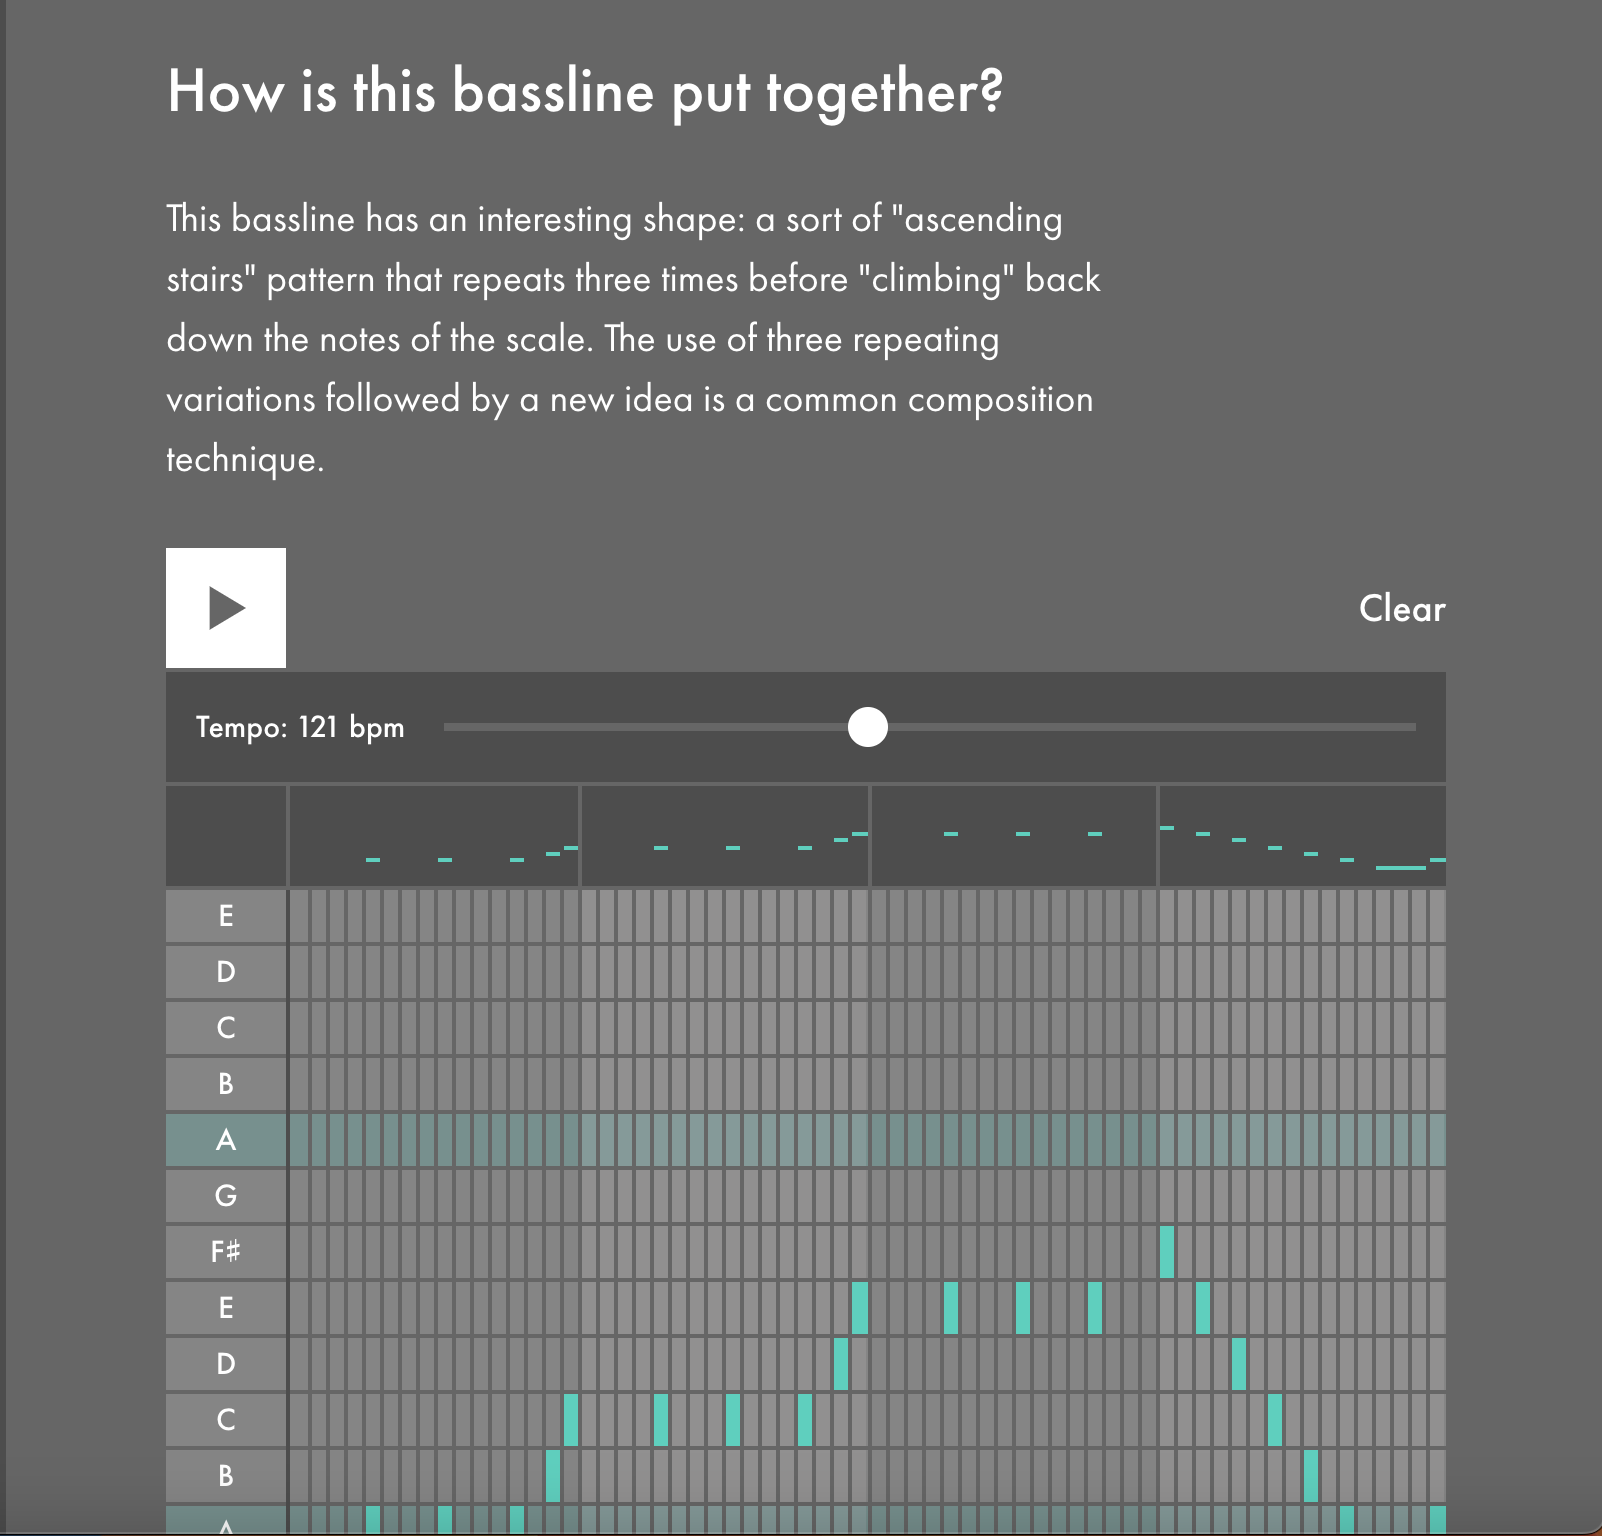 How is this bassline put together?
This bassline has an interesting shape: a sort of "ascending
stairs" pattern that repeats three times before "climbing" back
down the notes of the scale. The use of three repeating
variations followed by a new idea is a common composition
technique.
Clear
Tempo: 121 bpm
E
D
C
B
A
G
F♯
E
D
C
B
A